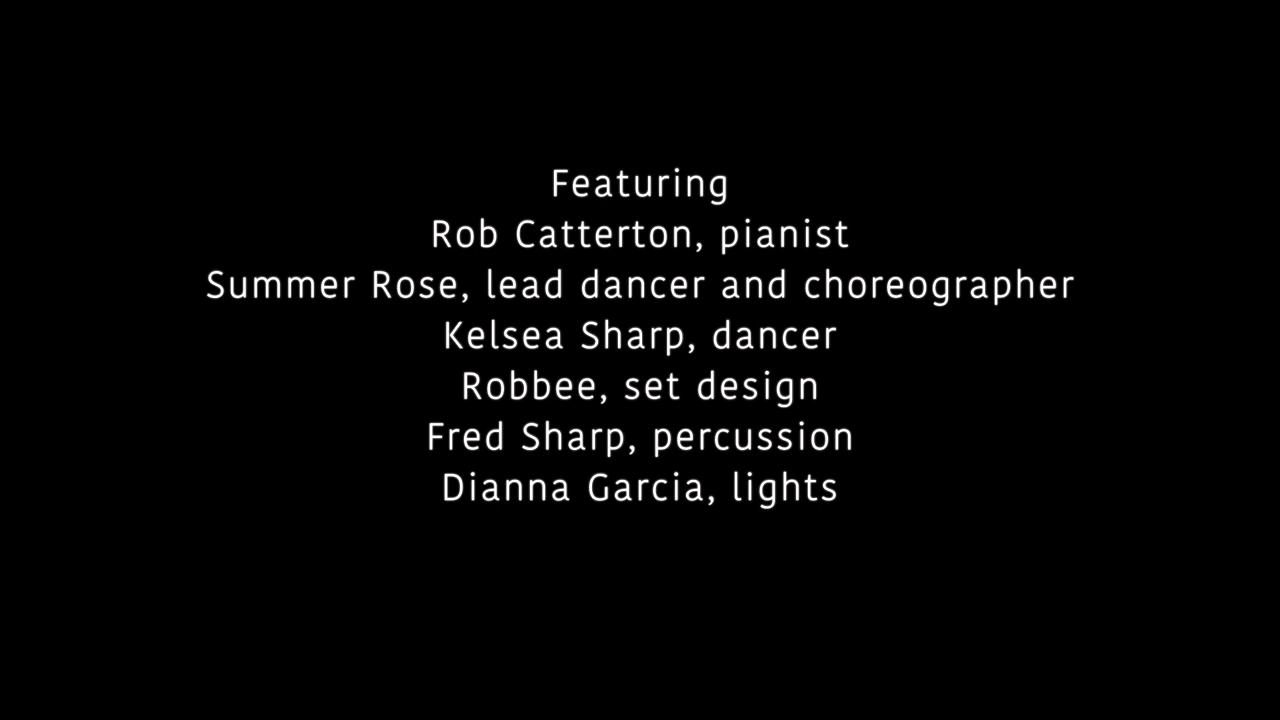 Featuring
Rob Catterton, pianist
Summer Rose, lead dancer and choreographer
Kelsea Sharp, dancer
Robbee, set design
Fred Sharp, percussion
Dianna Garcia, lights